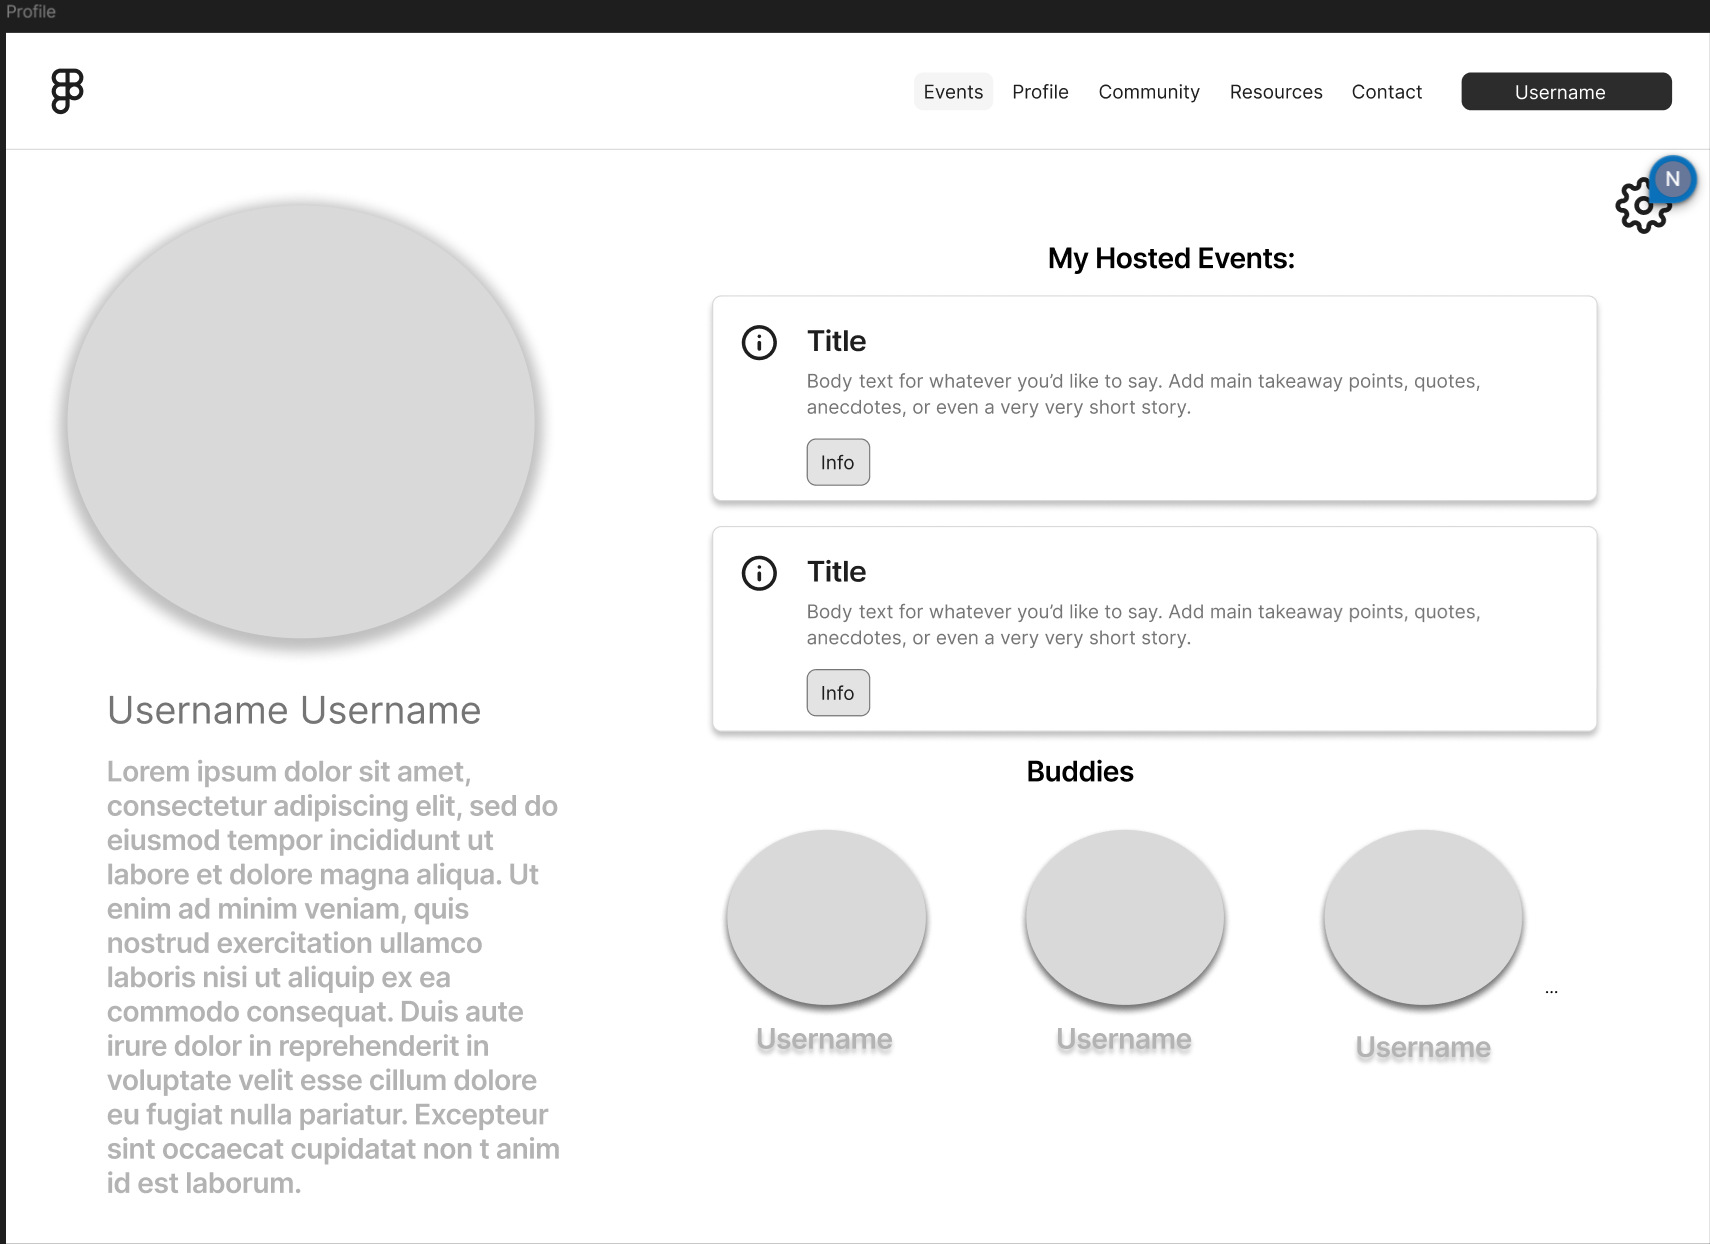 Profile
Events Profile Community Resources Contact Username
N
My Hosted Events:
Title
Body text for whatever you’d like to say. Add main takeaway points, quotes,
anecdotes, or even a very very short story.
Info
Title
Body text for whatever you’d like to say. Add main takeaway points, quotes,
anecdotes, or even a very very short story.
Info
Username Username
Lorem ipsum dolor sit amet,
consectetur adipiscing elit, sed do
eiusmod tempor incididunt ut
labore et dolore magna aliqua. Ut
enim ad minim veniam, quis
nostrud exercitation ullamco
laboris nisi ut aliquip ex ea
commodo consequat. Duis aute
irure dolor in reprehenderit in
voluptate velit esse cillum dolore
eu fugiat nulla pariatur. Excepteur
sint occaecat cupidatat non t anim
id est laborum.
Buddies
...
Username
Username
Username